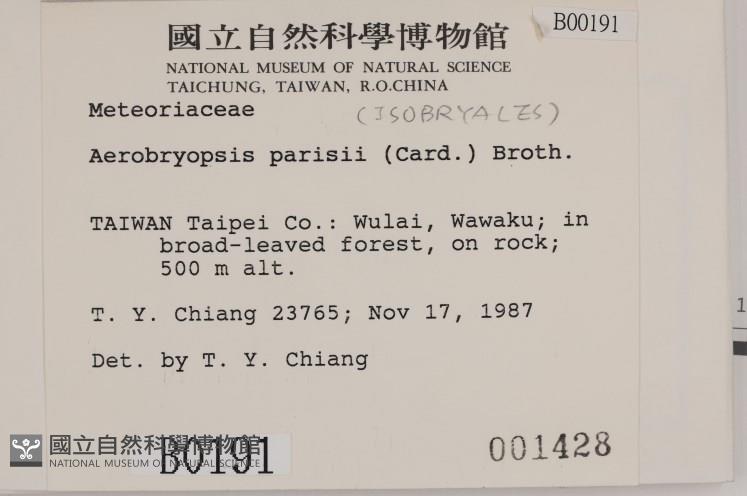 國立自然科學博物館
B00191
NATIONAL MUSEUM OF NATURAL SCIENCE
TAICHUNG, TAIWAN, R.O.CHINA
Meteoriaceae
(ISOBRYALES)
Aerobryopsis parisii (Card.) Broth.
TAIWAN Taipei Co.: Wulai, Wawaku; in
broad-leaved forest, on rock;
500 m alt.
T. Y. Chiang 23765; Nov 17, 1987
Det. by T. Y. Chiang
國立自然科學博物館
NATIONAL MUSEUM OF NATURAL SCIENCE
B00191
001428
1